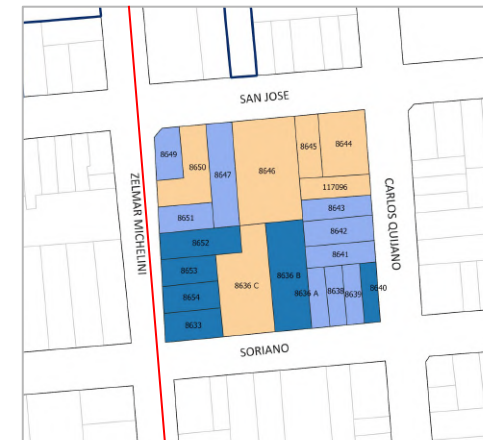 SAN JOSE
8649
8650
8647
8646
8645
8644
117096
8651
8643
8642
8652
8641
8653
8654
8633
8636 C
8636 B
8636 A
8638
8639
8640
ZELMAR MICHELINI
CARLOS QUIJANO
SORIANO